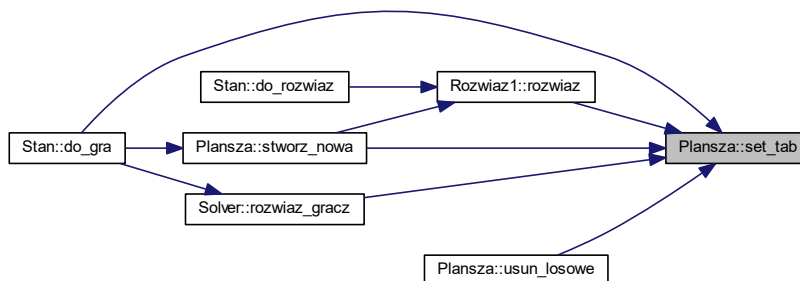 Stan::do_rozwiaz
Rozwiaz1::rozwiaz
Stan::do_gra
Plansza::stworz_nowa
Plansza::set_tab
Solver::rozwiaz_gracz
Plansza::usun_losowe